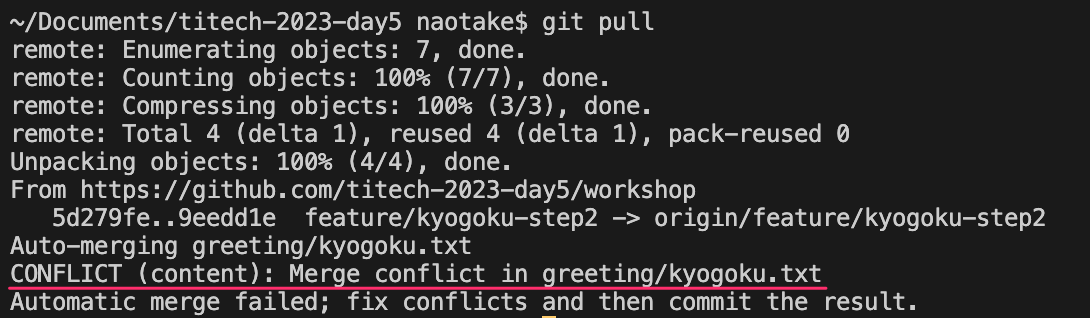 ~/Documents/titech-2023-day5 naotake$ git pull
remote: Enumerating objects: 7, done.
remote: Counting objects: 100% (7/7), done.
remote: Compressing objects: 100% (3/3), done.
remote: Total 4 (delta 1), reused 4 (delta 1), pack-reused 0
Unpacking objects: 100% (4/4), done.
From https://github.com/titech-2023-day5/workshop
   5d279fe..9eedd1e  feature/kyogoku-step2 -> origin/feature/kyogoku-step2
Auto-merging greeting/kyogoku.txt
CONFLICT (content): Merge conflict in greeting/kyogoku.txt
Automatic merge failed; fix conflicts and then commit the result.